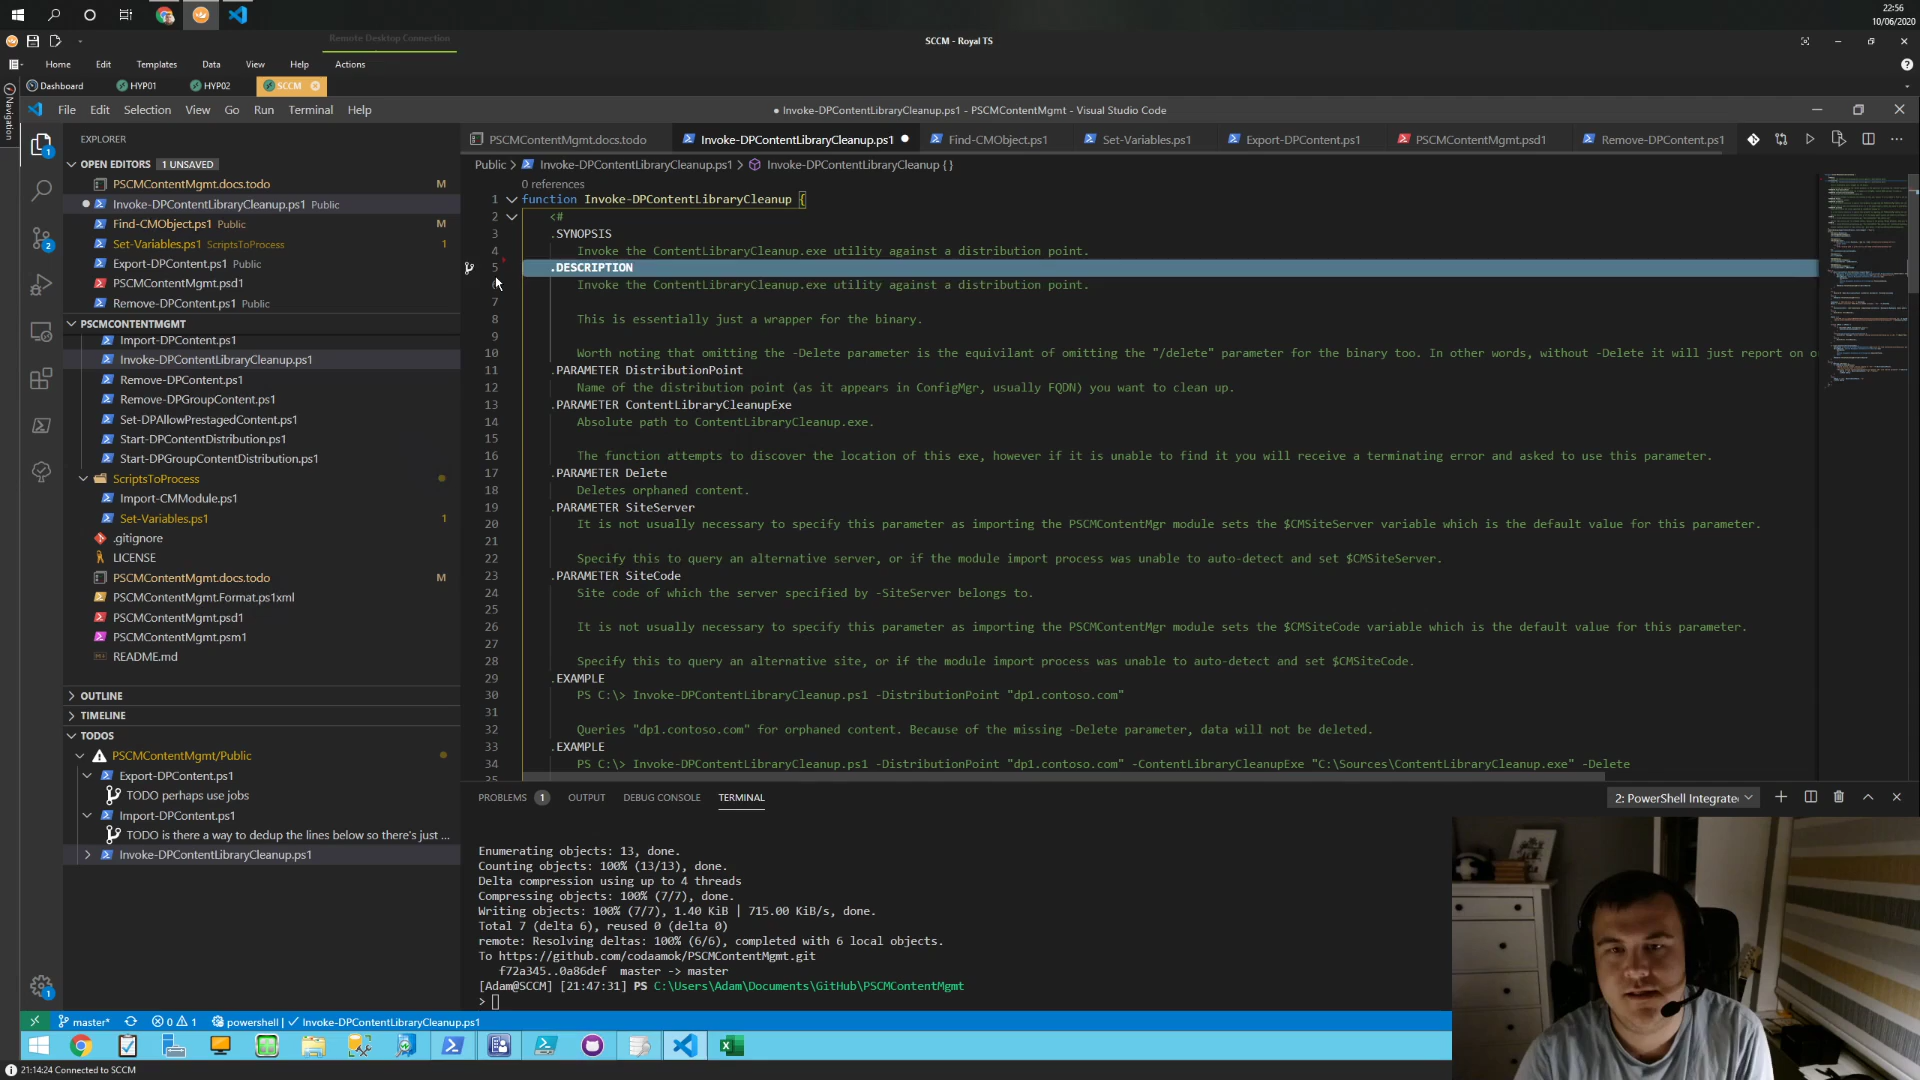 22:56
10/06/2020
Remote Desktop Connection
SCCM - Royal TS
Home Edit Templates Data View Help Actions
Dashboard HYP01 HYP02 SCCM
Navigation
File Edit Selection View Go Run Terminal Help
● Invoke-DPContentLibraryCleanup.ps1 - PSCMContentMgmt - Visual Studio Code
EXPLORER
OPEN EDITORS 1 UNSAVED
PSCMContentMgmt.docs.todo M
Invoke-DPContentLibraryCleanup.ps1 Public
Find-CMObject.ps1 Public M
Set-Variables.ps1 ScriptsToProcess 1
Export-DPContent.ps1 Public
PSCMContentMgmt.psd1
Remove-DPContent.ps1 Public
PSCMCONTENTMGMT
Import-DPContent.ps1
Invoke-DPContentLibraryCleanup.ps1
Remove-DPContent.ps1
Remove-DPGroupContent.ps1
Set-DPAllowPrestagedContent.ps1
Start-DPContentDistribution.ps1
Start-DPGroupContentDistribution.ps1
ScriptsToProcess
Import-CMModule.ps1
Set-Variables.ps1 1
.gitignore
LICENSE
PSCMContentMgmt.docs.todo M
PSCMContentMgmt.Format.ps1xml
PSCMContentMgmt.psd1
PSCMContentMgmt.psm1
README.md
OUTLINE
TIMELINE
TODOS
PSCMContentMgmt/Public
Export-DPContent.ps1
TODO perhaps use jobs
Import-DPContent.ps1
TODO is there a way to dedup the lines below so there's just ...
Invoke-DPContentLibraryCleanup.ps1
PSCMContentMgmt.docs.todo Invoke-DPContentLibraryCleanup.ps1 Find-CMObject.ps1 Set-Variables.ps1 Export-DPContent.ps1 PSCMContentMgmt.psd1 Remove-DPContent.ps1
Public > Invoke-DPContentLibraryCleanup.ps1 > Invoke-DPContentLibraryCleanup { }
0 references
1 function Invoke-DPContentLibraryCleanup {
2 <#
3 .SYNOPSIS
4 Invoke the ContentLibraryCleanup.exe utility against a distribution point.
5 .DESCRIPTION
Invoke the ContentLibraryCleanup.exe utility against a distribution point.
7
8 This is essentially just a wrapper for the binary.
9
10 Worth noting that omitting the -Delete parameter is the equivilant of omitting the "/delete" parameter for the binary too. In other words, without -Delete it will just report on o
11 .PARAMETER DistributionPoint
12 Name of the distribution point (as it appears in ConfigMgr, usually FQDN) you want to clean up.
13 .PARAMETER ContentLibraryCleanupExe
14 Absolute path to ContentLibraryCleanup.exe.
15
16 The function attempts to discover the location of this exe, however if it is unable to find it you will receive a terminating error and asked to use this parameter.
17 .PARAMETER Delete
18 Deletes orphaned content.
19 .PARAMETER SiteServer
20 It is not usually necessary to specify this parameter as importing the PSCMContentMgr module sets the $CMSiteServer variable which is the default value for this parameter.
21
22 Specify this to query an alternative server, or if the module import process was unable to auto-detect and set $CMSiteServer.
23 .PARAMETER SiteCode
24 Site code of which the server specified by -SiteServer belongs to.
25
26 It is not usually necessary to specify this parameter as importing the PSCMContentMgr module sets the $CMSiteCode variable which is the default value for this parameter.
27
28 Specify this to query an alternative site, or if the module import process was unable to auto-detect and set $CMSiteCode.
29 .EXAMPLE
30 PS C:\> Invoke-DPContentLibraryCleanup.ps1 -DistributionPoint "dp1.contoso.com"
31
32 Queries "dp1.contoso.com" for orphaned content. Because of the missing -Delete parameter, data will not be deleted.
33 .EXAMPLE
34 PS C:\> Invoke-DPContentLibraryCleanup.ps1 -DistributionPoint "dp1.contoso.com" -ContentLibraryCleanupExe "C:\Sources\ContentLibraryCleanup.exe" -Delete
PROBLEMS 1 OUTPUT DEBUG CONSOLE TERMINAL
2: PowerShell Integrate
Enumerating objects: 13, done.
Counting objects: 100% (13/13), done.
Delta compression using up to 4 threads
Compressing objects: 100% (7/7), done.
Writing objects: 100% (7/7), 1.40 KiB | 715.00 KiB/s, done.
Total 7 (delta 6), reused 0 (delta 0)
remote: Resolving deltas: 100% (6/6), completed with 6 local objects.
To https://github.com/codaamok/PSCMContentMgmt.git
f72a345..0a86def master -> master
[Adam@SCCM] [21:47:31] PS C:\Users\Adam\Documents\GitHub\PSCMContentMgmt
>
master* 0 1 powershell | ✓ Invoke-DPContentLibraryCleanup.ps1
21:14:24 Connected to SCCM